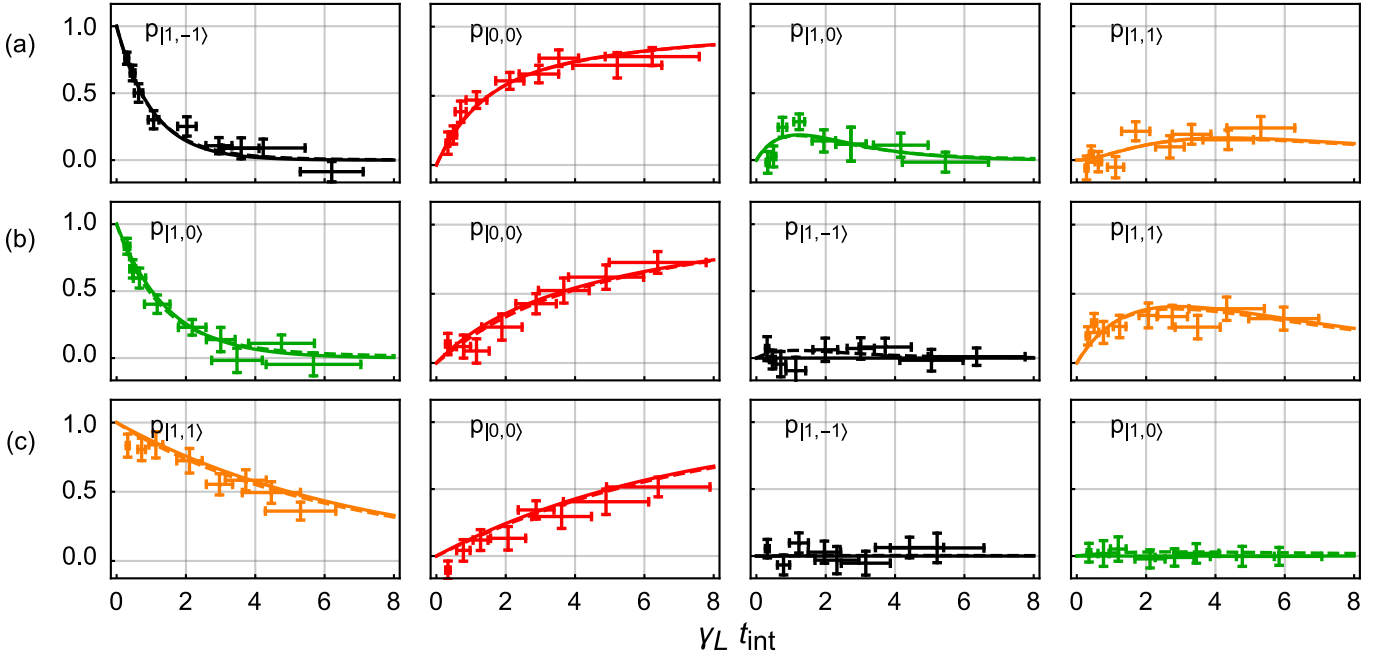 (a) 1.0 0.5 0.0 p|1,-1⟩ p|0,0⟩ p|1,0⟩ p|1,1⟩
(b) 1.0 0.5 0.0 p|1,0⟩ p|0,0⟩ p|1,-1⟩ p|1,1⟩
(c) 1.0 0.5 0.0 p|1,1⟩ p|0,0⟩ p|1,-1⟩ p|1,0⟩
0 2 4 6 8 0 2 4 6 8 0 2 4 6 8 0 2 4 6 8
γL tint